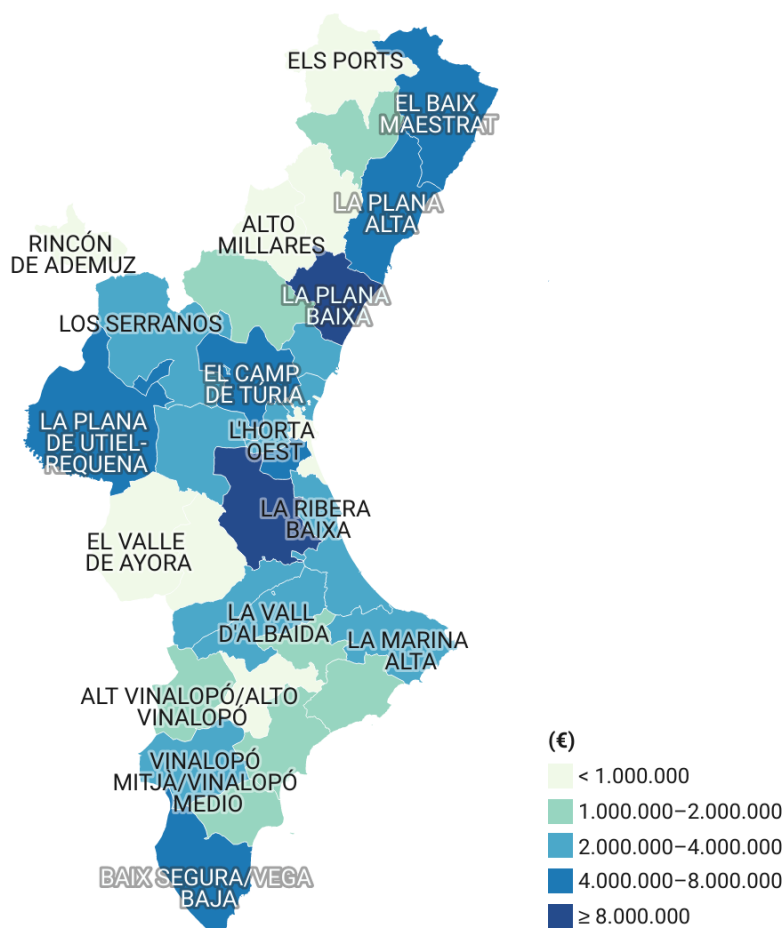 ELS PORTS
EL BAIX
MAESTRAT
LA PLANA
ALTA
ALTO
MILLARES
RINCÓN
DE ADEMUZ
LA PLANA
BAIXA
LOS SERRANOS
EL CAMP
DE TÚRIA
LA PLANA
DE UTIEL-
REQUENA
L'HORTA
OEST
LA RIBERA
BAIXA
EL VALLE
DE AYORA
LA VALL
D'ALBAIDA
LA MARINA
ALTA
ALT VINALOPÓ/ALTO
VINALOPÓ
VINALOPÓ
MITJÀ/VINALOPÓ
MEDIO
BAIX SEGURA/VEGA
BAJA
(€)
< 1.000.000
1.000.000–2.000.000
2.000.000–4.000.000
4.000.000–8.000.000
≥ 8.000.000